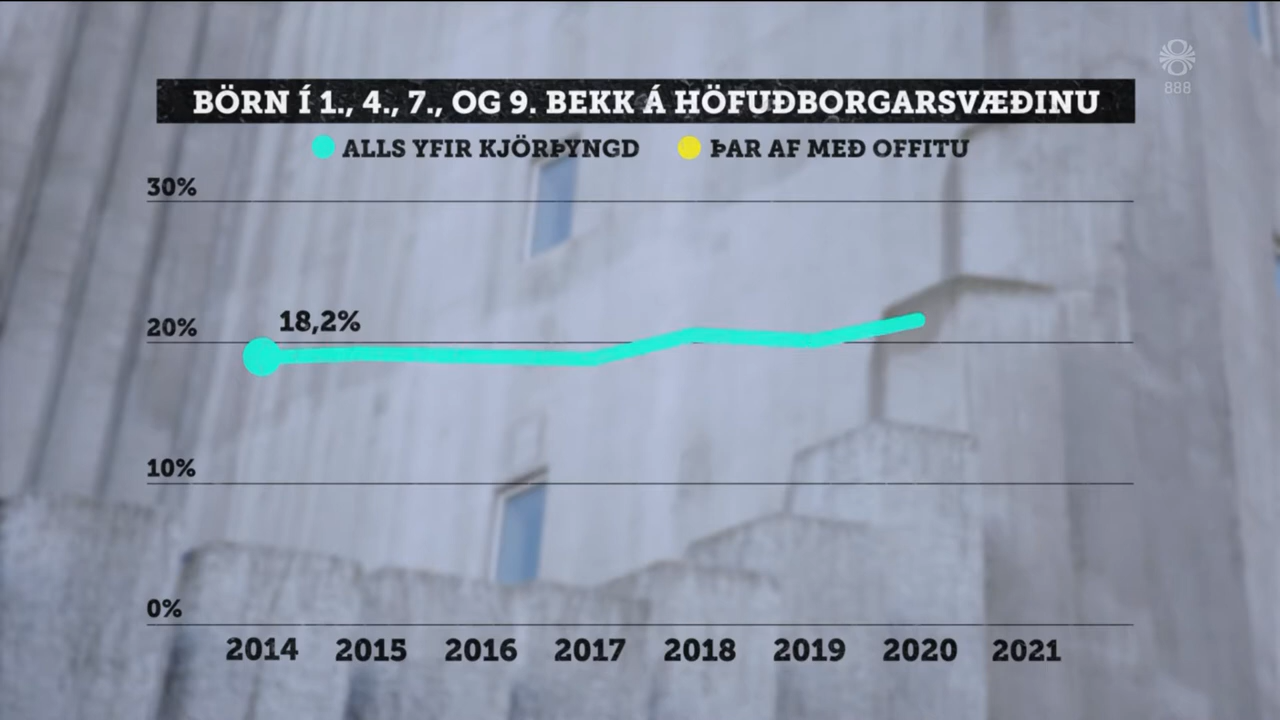 888
BÖRN Í 1., 4., 7., OG 9. BEKK Á HÖFUÐBORGARSVÆÐINU
ALLS YFIR KJÖRÞYNGD ÞAR AF MEÐ OFFITU
30%
18,2%
20%
10%
0%
2014 2015 2016 2017 2018 2019 2020 2021